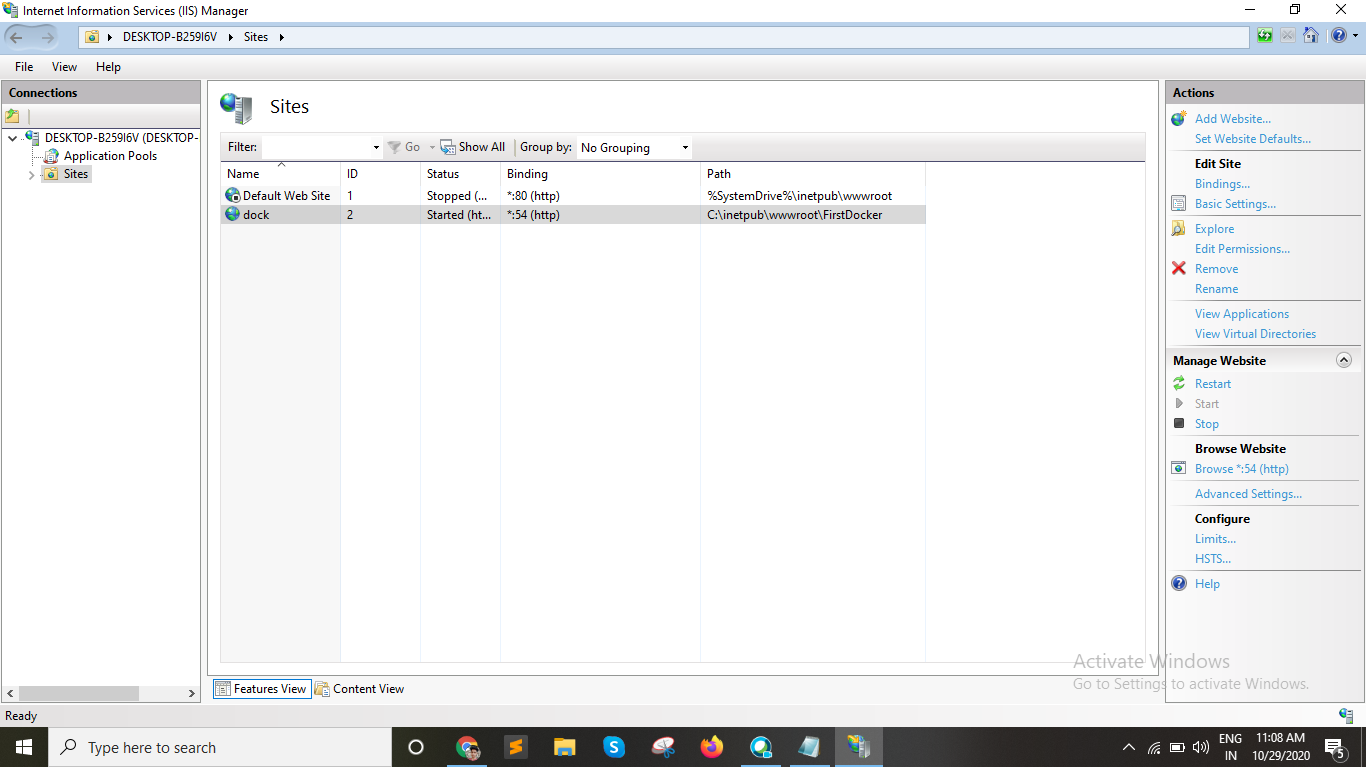 Internet Information Services (IIS) Manager
DESKTOP-B259I6V Sites
File View Help
Connections
DESKTOP-B259I6V (DESKTOP-
Application Pools
Sites
Sites
Filter: Go Show All Group by: No Grouping
Name ID Status Binding Path
Default Web Site 1 Stopped (... *:80 (http) %SystemDrive%\inetpub\wwwroot
dock 2 Started (ht... *:54 (http) C:\inetpub\wwwroot\FirstDocker
Features View Content View
Actions
Add Website...
Set Website Defaults...
Edit Site
Bindings...
Basic Settings...
Explore
Edit Permissions...
Remove
Rename
View Applications
View Virtual Directories
Manage Website
Restart
Start
Stop
Browse Website
Browse *:54 (http)
Advanced Settings...
Configure
Limits...
HSTS...
Help
Activate Windows
Go to Settings to activate Windows.
Ready
Type here to search
ENG
IN
11:08 AM
10/29/2020
5